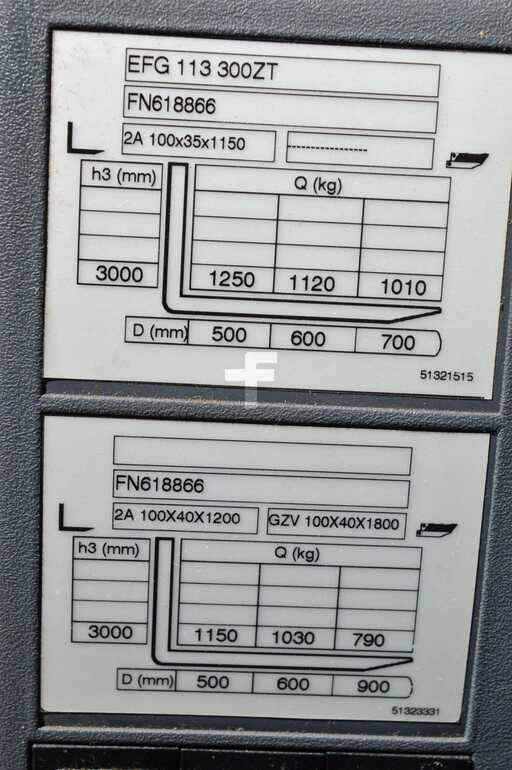 EFG 113 300ZT
FN618866
2A 100x35x1150 ----------------
h3 (mm) Q (kg)
3000 1250 1120 1010
D (mm) 500 600 700
51321515
FN618866
2A 100X40X1200 GZV 100X40X1800
h3 (mm) Q (kg)
3000 1150 1030 790
D (mm) 500 600 900
51323331